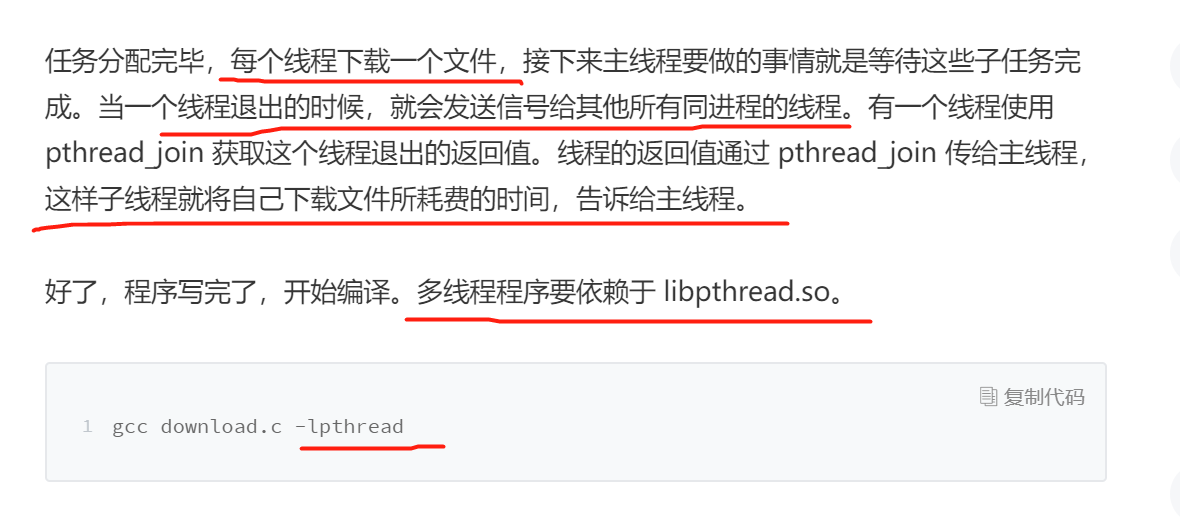 任务分配完毕，每个线程下载一个文件，接下来主线程要做的事情就是等待这些子任务完
成。当一个线程退出的时候，就会发送信号给其他所有同进程的线程。有一个线程使用
pthread_join 获取这个线程退出的返回值。线程的返回值通过 pthread_join 传给主线程，
这样子线程就将自己下载文件所耗费的时间，告诉给主线程。
好了，程序写完了，开始编译。多线程程序要依赖于 libpthread.so。
复制代码
1 gcc download.c -lpthread